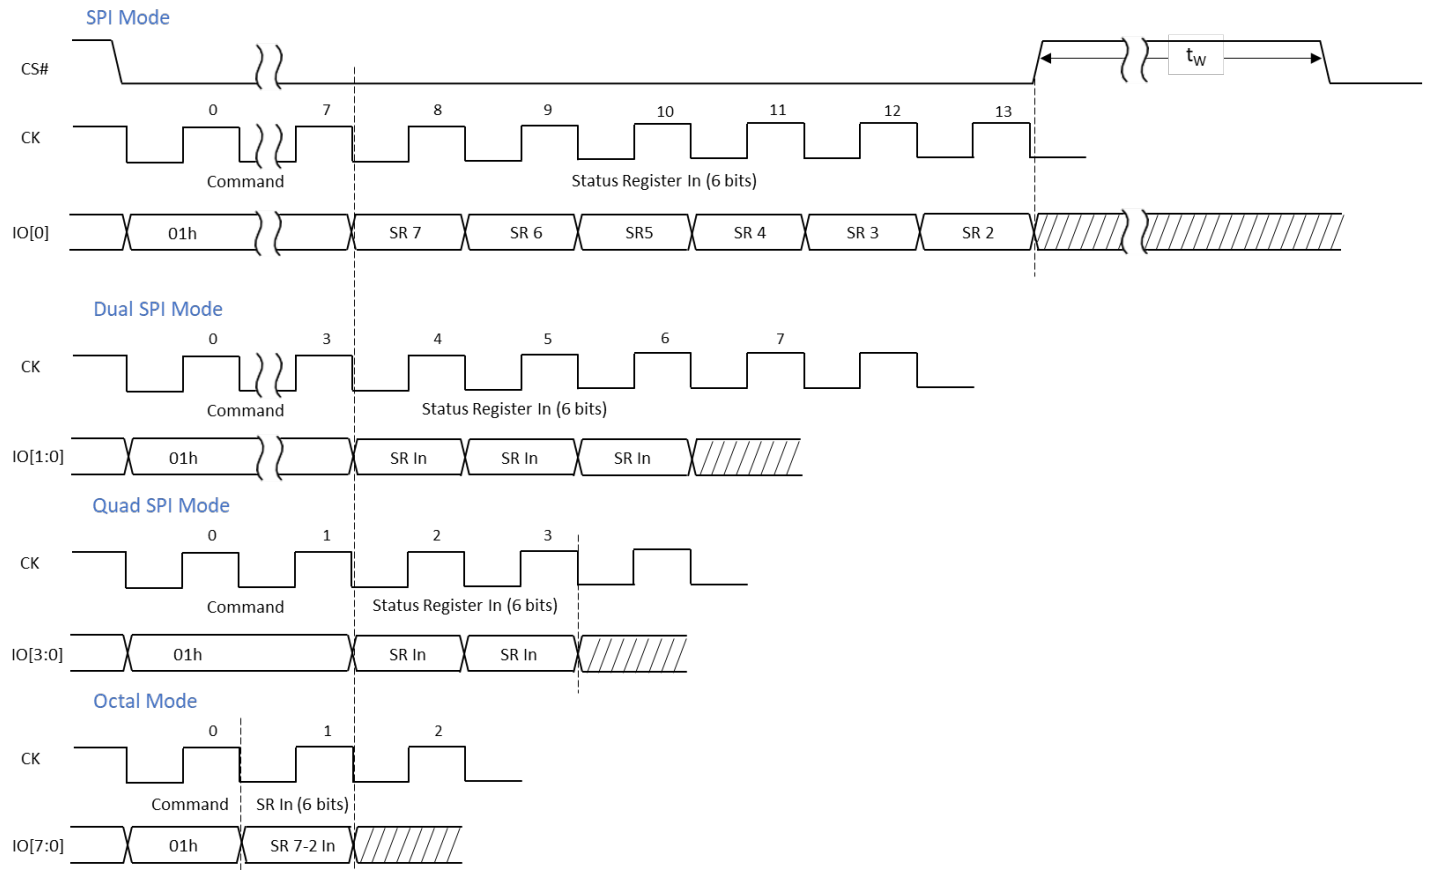 SPI Mode
CS#
tW
0 7 8 9 10 11 12 13
CK
Command Status Register In (6 bits)
IO[0] 01h SR 7 SR 6 SR5 SR 4 SR 3 SR 2
Dual SPI Mode
0 3 4 5 6 7
CK
Command Status Register In (6 bits)
IO[1:0] 01h SR In SR In SR In
Quad SPI Mode
0 1 2 3
CK
Command Status Register In (6 bits)
IO[3:0] 01h SR In SR In
Octal Mode
0 1 2
CK
Command SR In (6 bits)
IO[7:0] 01h SR 7-2 In